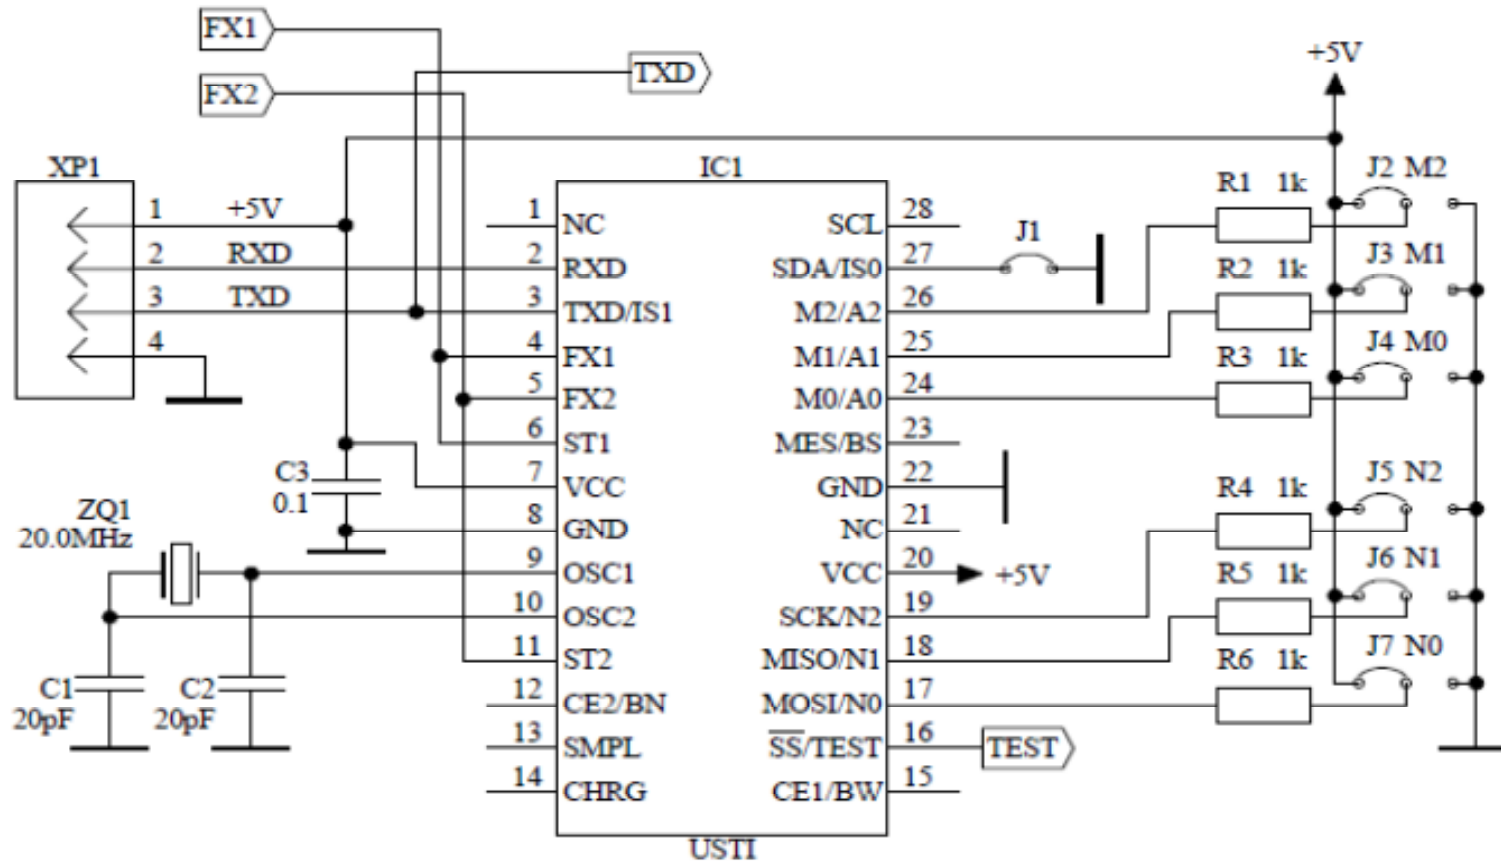 FX1
FX2
TXD
+5V
XP1
1 +5V
2 RXD
3 TXD
4
IC1
1 NC
2 RXD
3 TXD/IS1
4 FX1
5 FX2
6 ST1
7 VCC
8 GND
9 OSC1
10 OSC2
11 ST2
12 CE2/BN
13 SMPL
14 CHRG
SCL 28
SDA/IS0 27
M2/A2 26
M1/A1 25
M0/A0 24
MES/BS 23
GND 22
NC 21
VCC 20
SCK/N2 19
MISO/N1 18
MOSI/N0 17
SS/TEST 16
CE1/BW 15
USTI
C3
0.1
ZQ1
20.0MHz
C1
20pF
C2
20pF
J1
+5V
TEST
R1 1k
J2 M2
R2 1k
J3 M1
R3 1k
J4 M0
R4 1k
J5 N2
R5 1k
J6 N1
R6 1k
J7 N0